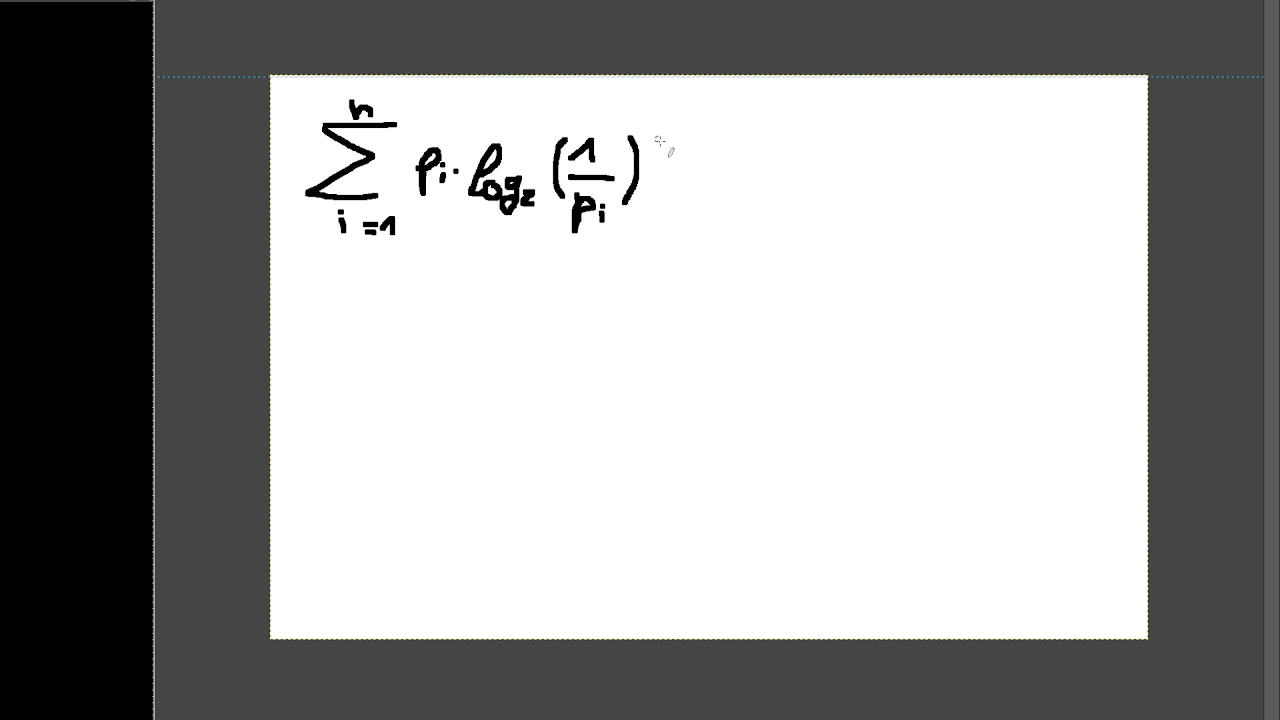 n
∑ pi · log2 (1/pi)
i=1